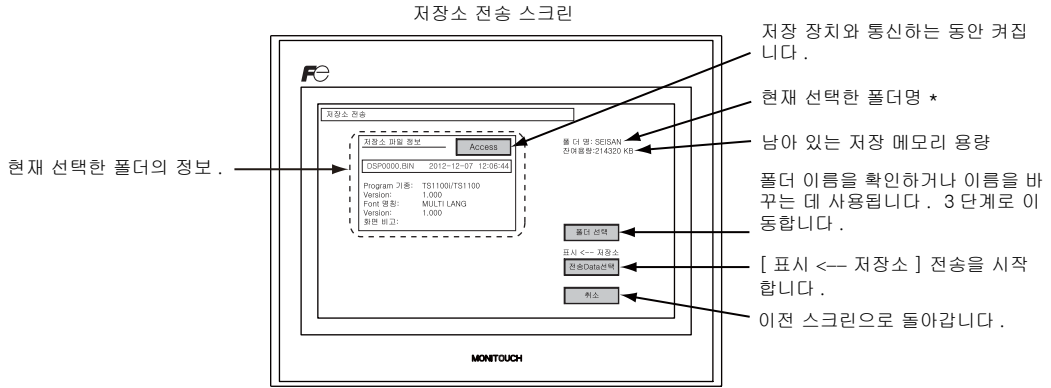 저장소 전송 스크린
저장 장치와 통신하는 동안 켜집
니다 .
현재 선택한 폴더명 *
남아 있는 저장 메모리 용량
폴더 이름을 확인하거나 이름을 바
꾸는 데 사용됩니다 . 3 단계로 이
동합니다 .
[ 표시 <-- 저장소 ] 전송을 시작
합니다 .
이전 스크린으로 돌아갑니다 .
현재 선택한 폴더의 정보 .
Fe
저장소 전송
저장소 파일 정보
Access
DSP0000.BIN 2012-12-07 12:06:44
Program 기종: TS1100i/TS1100
Version: 1.000
Font 명칭: MULTI LANG
Version: 1.000
화면 비고:
폴 더 명: SEISAN
잔여용량:214320 KB
폴더 선택
표시 <-- 저장소
전송Data선택
취소
MONITOUCH